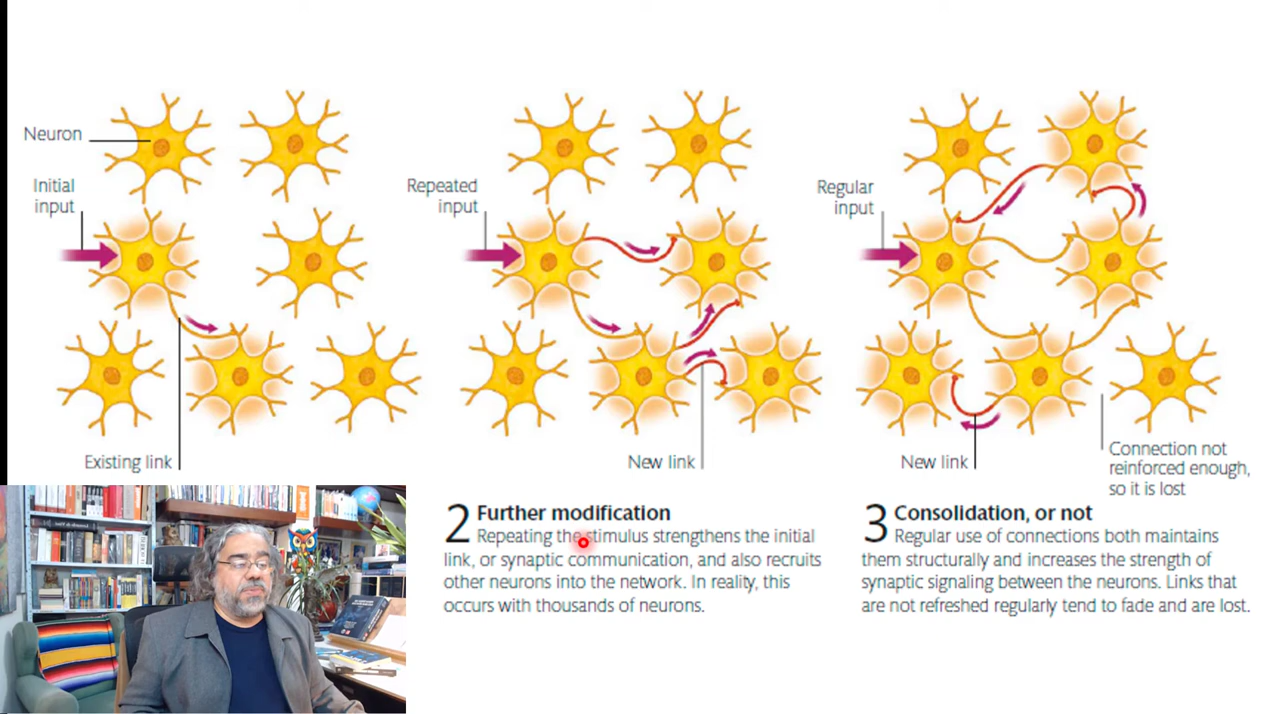 Neuron
Initial
input
Existing link
Repeated
input
New link
Regular
input
New link
Connection not
reinforced enough,
so it is lost
2 Further modification
Repeating the stimulus strengthens the initial
link, or synaptic communication, and also recruits
other neurons into the network. In reality, this
occurs with thousands of neurons.
3 Consolidation, or not
Regular use of connections both maintains
them structurally and increases the strength of
synaptic signaling between the neurons. Links that
are not refreshed regularly tend to fade and are lost.